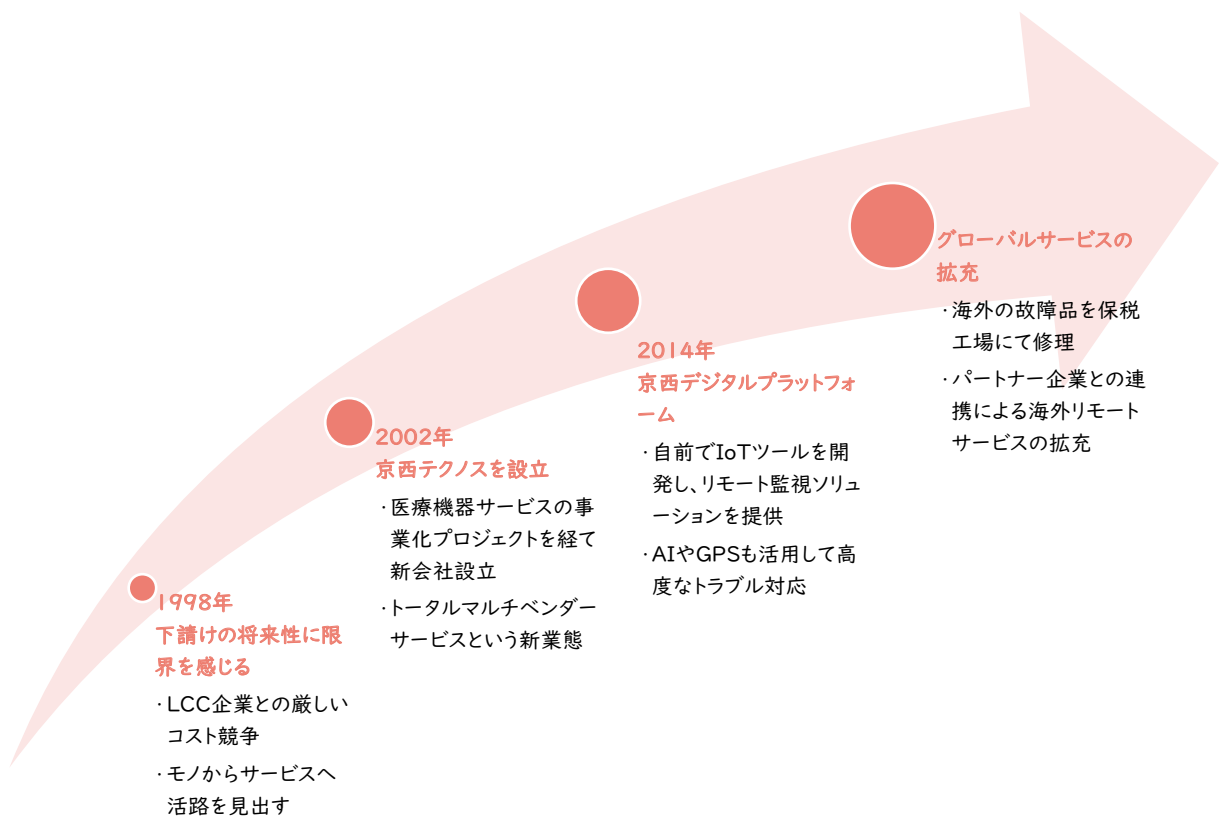 1998年
下請けの将来性に限
界を感じる
・LCC企業との厳しい
コスト競争
・モノからサービスへ
活路を見出す
2002年
京西テクノスを設立
・医療機器サービスの事
業化プロジェクトを経て
新会社設立
・トータルマルチベンダー
サービスという新業態
2014年
京西デジタルプラットフォ
ーム
・自前でIoTツールを開
発し、リモート監視ソリュ
ーションを提供
・AIやGPSも活用して高
度なトラブル対応
グローバルサービスの
拡充
・海外の故障品を保税
工場にて修理
・パートナー企業との連
携による海外リモート
サービスの拡充